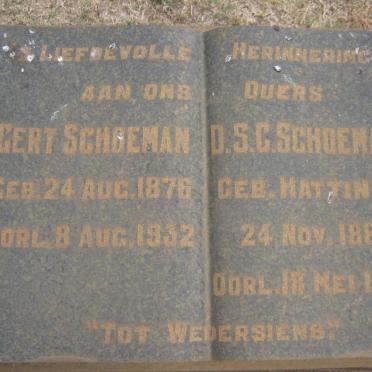 LIEFDEVOLLE HERINNERING
AAN ONS OUERS
GERT SCHOEMAN
GEB. 24 AUG. 1876
OORL. 8 AUG. 1932
D.S.C. SCHOEM
GEB. HATTIN
24 NOV. 188
OORL. 18 MEI 1
"TOT WEDERSIENS."